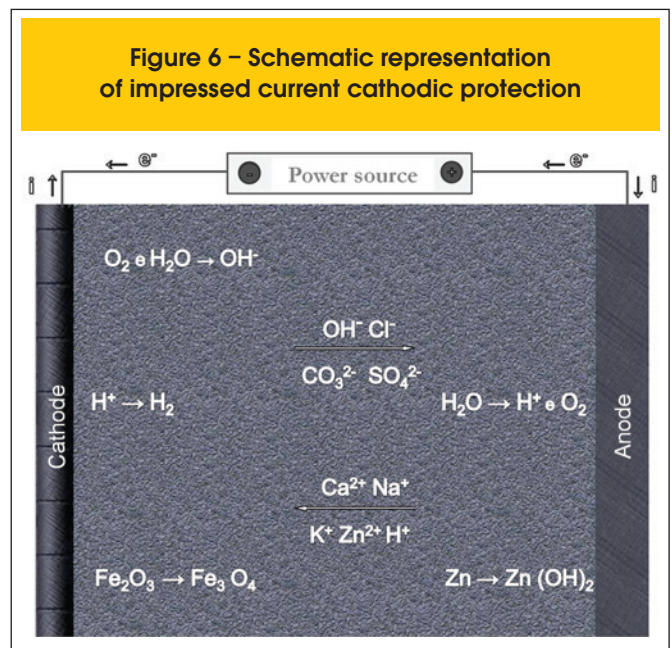 Figure 6 – Schematic representation
of impressed current cathodic protection
← e⁻
← e⁻
i ↑
- Power source +
↓ i
O₂ e H₂O → OH⁻
OH⁻ Cl⁻
CO₃²⁻ SO₄²⁻
Cathode
H⁺ → H₂
H₂O → H⁺ e O₂
Anode
Ca²⁺ Na⁺
K⁺ Zn²⁺ H⁺
Fe₂O₃ → Fe₃ O₄
Zn → Zn (OH)₂